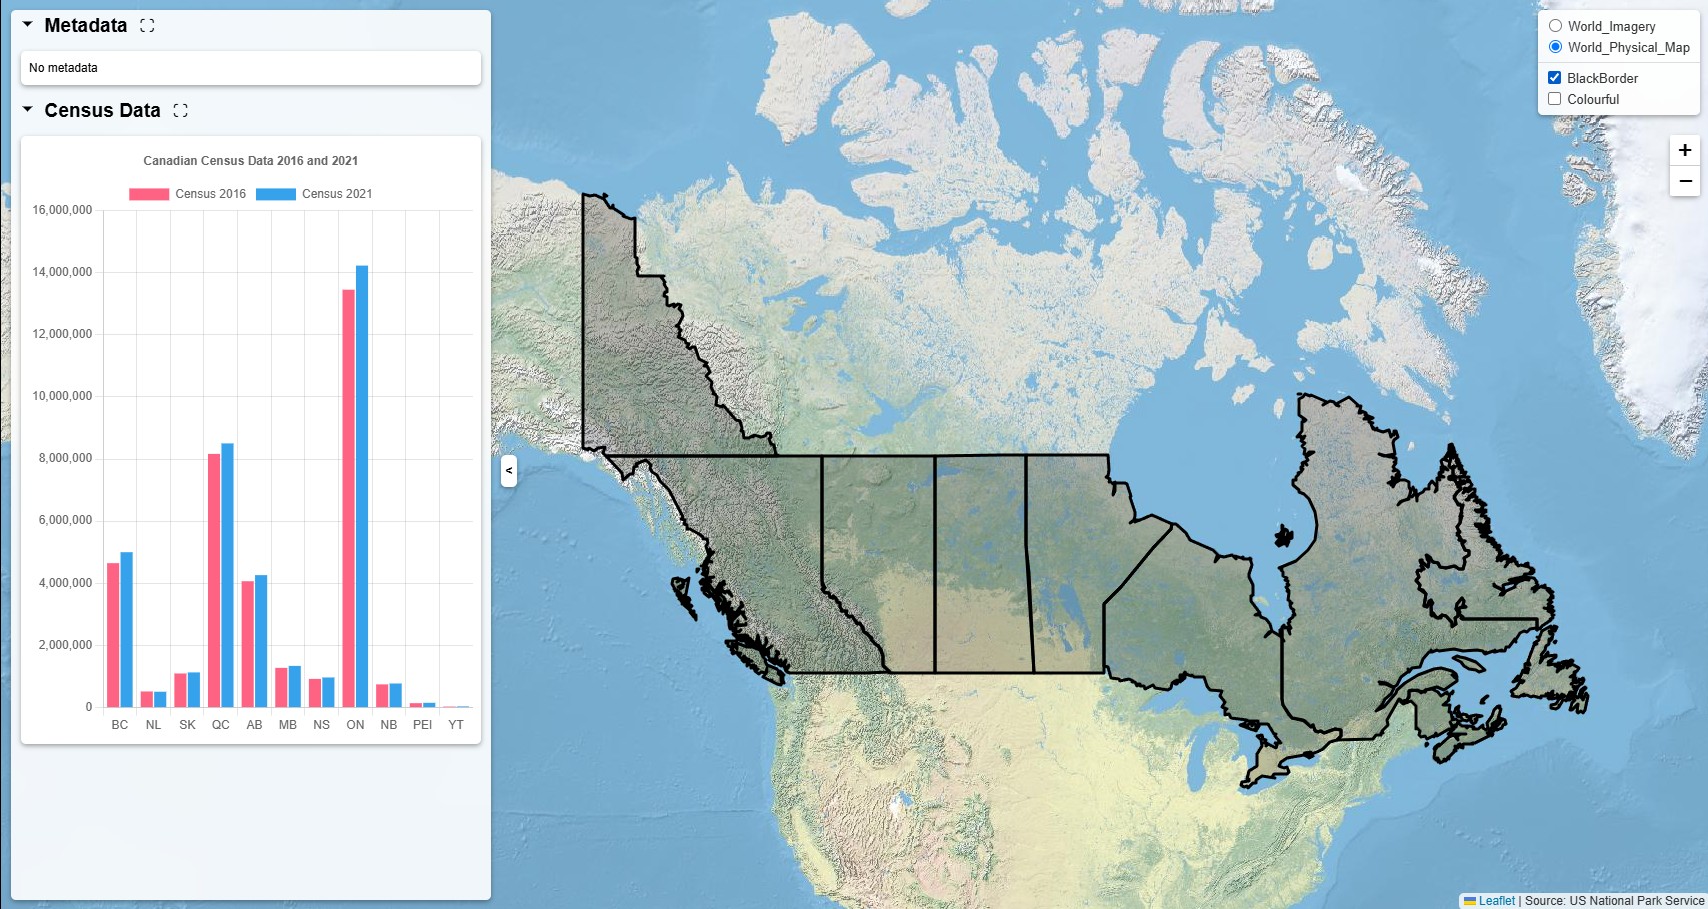 Metadata
No metadata
Census Data
Canadian Census Data 2016 and 2021
Census 2016 Census 2021
16,000,000
14,000,000
12,000,000
10,000,000
8,000,000
6,000,000
4,000,000
2,000,000
0
BC NL SK QC AB MB NS ON NB PEI YT
<
World_Imagery
World_Physical_Map
BlackBorder
Colourful
+
−
Leaflet | Source: US National Park Service